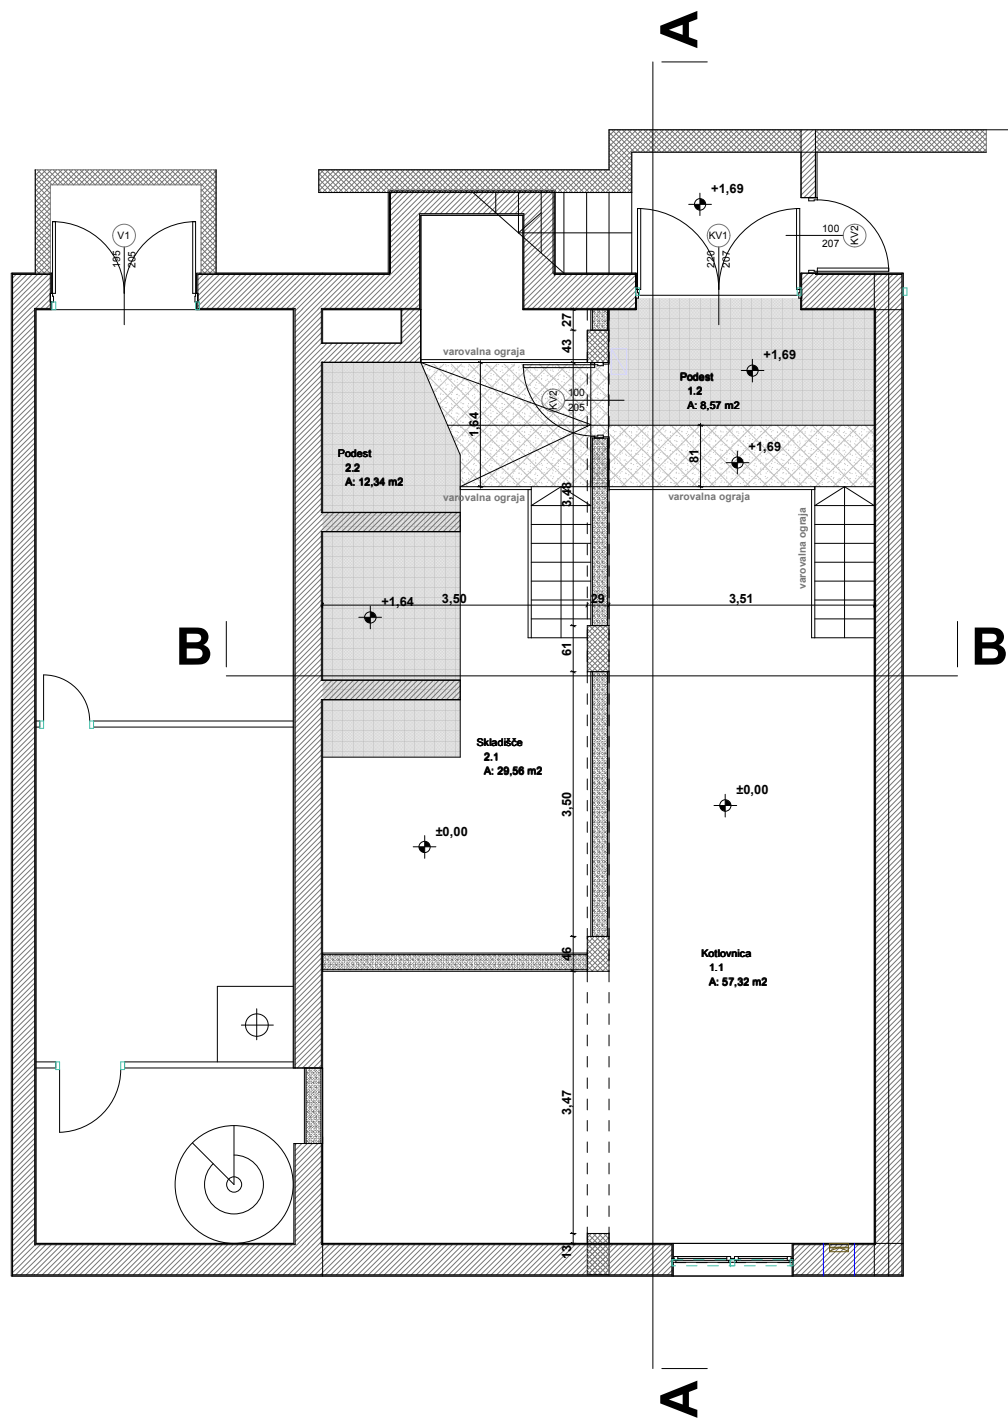 A
+1,69
V1
195
205
KV1
220
207
100
207
KV2
27
43
varovalna ograja
+1,69
Podest
1.2
A: 8,57 m2
KV2
100
205
1,64
81
+1,69
Podest
2.2
A: 12,34 m2
varovalna ograja
3,48
varovalna ograja
varovalna ograja
+1,64
3,50
29
3,51
B
61
B
Skladišče
2.1
A: 29,56 m2
3,50
±0,00
±0,00
46
Kotlovnica
1.1
A: 57,32 m2
3,47
13
A